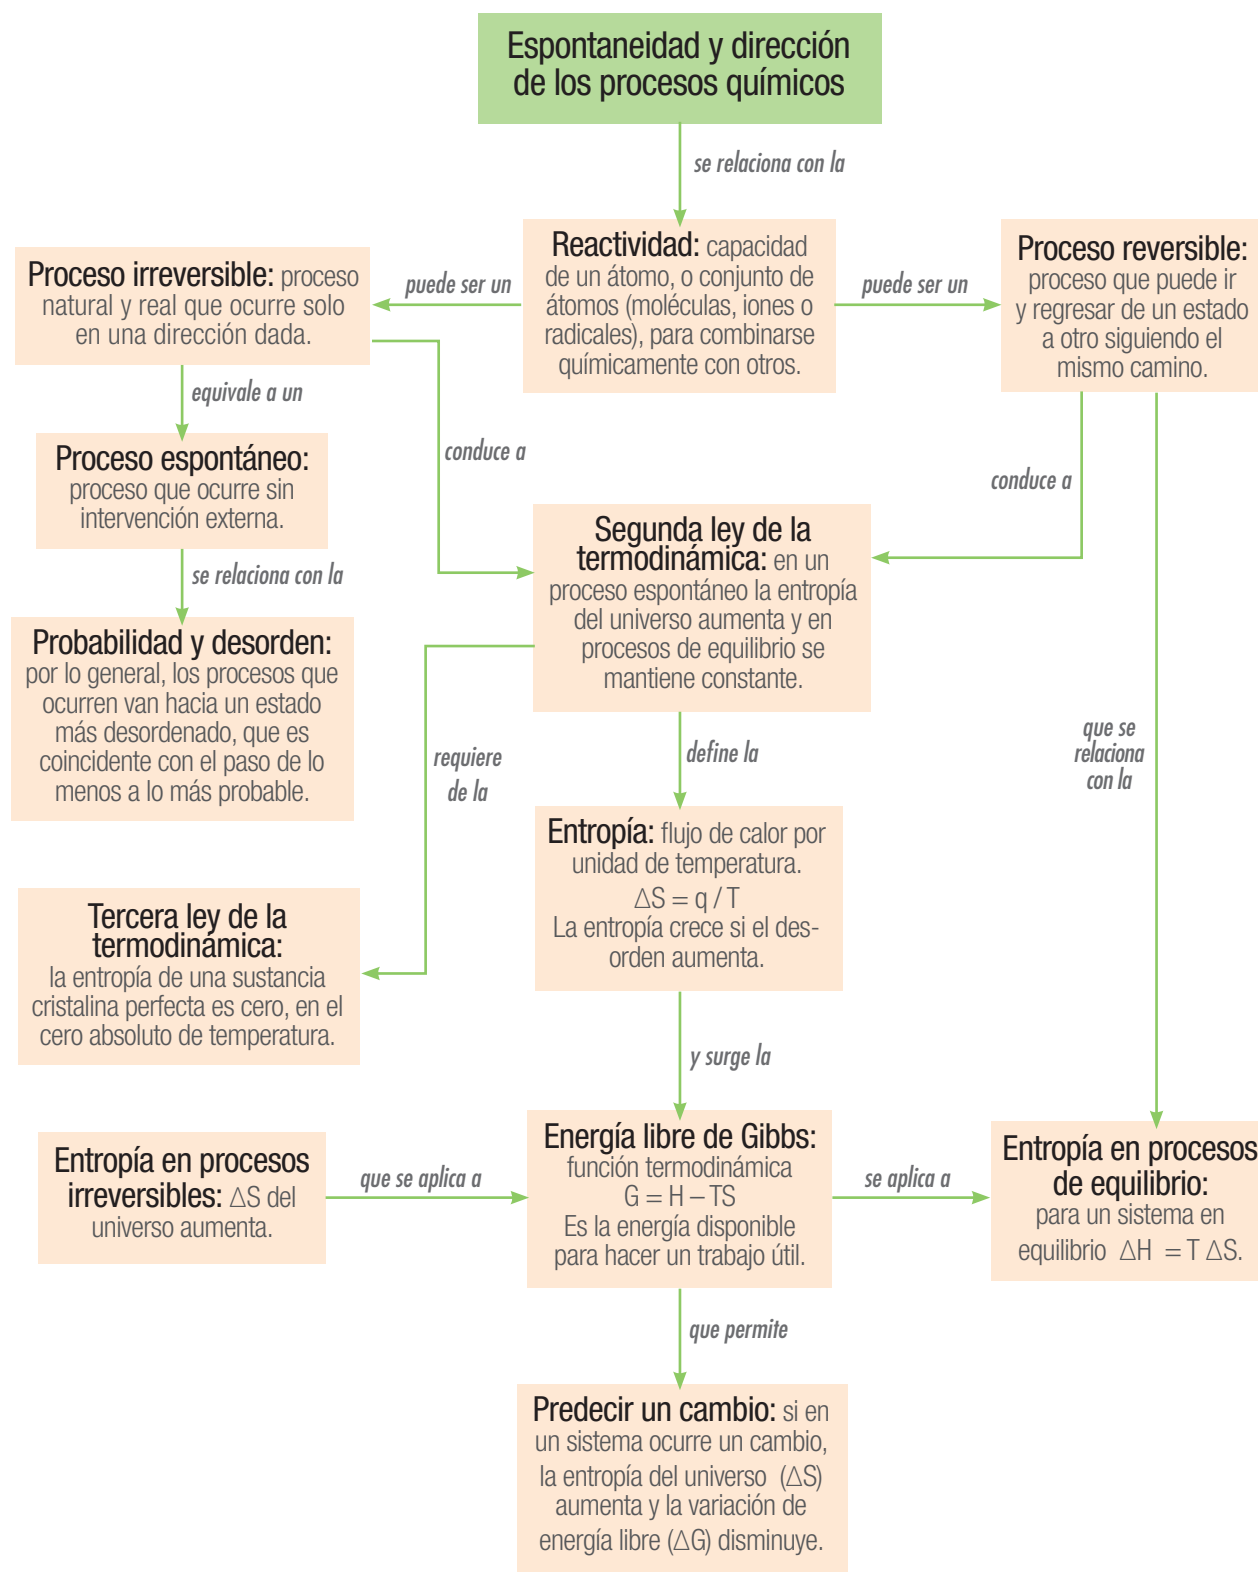 Espontaneidad y dirección
de los procesos químicos
se relaciona con la
Reactividad: capacidad
de un átomo, o conjunto de
átomos (moléculas, iones o
radicales), para combinarse
químicamente con otros.
puede ser un
Proceso irreversible: proceso
natural y real que ocurre solo
en una dirección dada.
puede ser un
Proceso reversible:
proceso que puede ir
y regresar de un estado
a otro siguiendo el
mismo camino.
equivale a un
Proceso espontáneo:
proceso que ocurre sin
intervención externa.
se relaciona con la
Probabilidad y desorden:
por lo general, los procesos que
ocurren van hacia un estado
más desordenado, que es
coincidente con el paso de lo
menos a lo más probable.
conduce a
conduce a
Segunda ley de la
termodinámica: en un
proceso espontáneo la entropía
del universo aumenta y en
procesos de equilibrio se
mantiene constante.
requiere
de la
Tercera ley de la
termodinámica:
la entropía de una sustancia
cristalina perfecta es cero, en el
cero absoluto de temperatura.
define la
Entropía: flujo de calor por
unidad de temperatura.
△S = q / T
La entropía crece si el des-
orden aumenta.
que se
relaciona
con la
y surge la
Entropía en procesos
irreversibles: △S del
universo aumenta.
que se aplica a
Energía libre de Gibbs:
función termodinámica
G = H – TS
Es la energía disponible
para hacer un trabajo útil.
se aplica a
Entropía en procesos
de equilibrio:
para un sistema en
equilibrio △H = T △S.
que permite
Predecir un cambio: si en
un sistema ocurre un cambio,
la entropía del universo (△S)
aumenta y la variación de
energía libre (△G) disminuye.